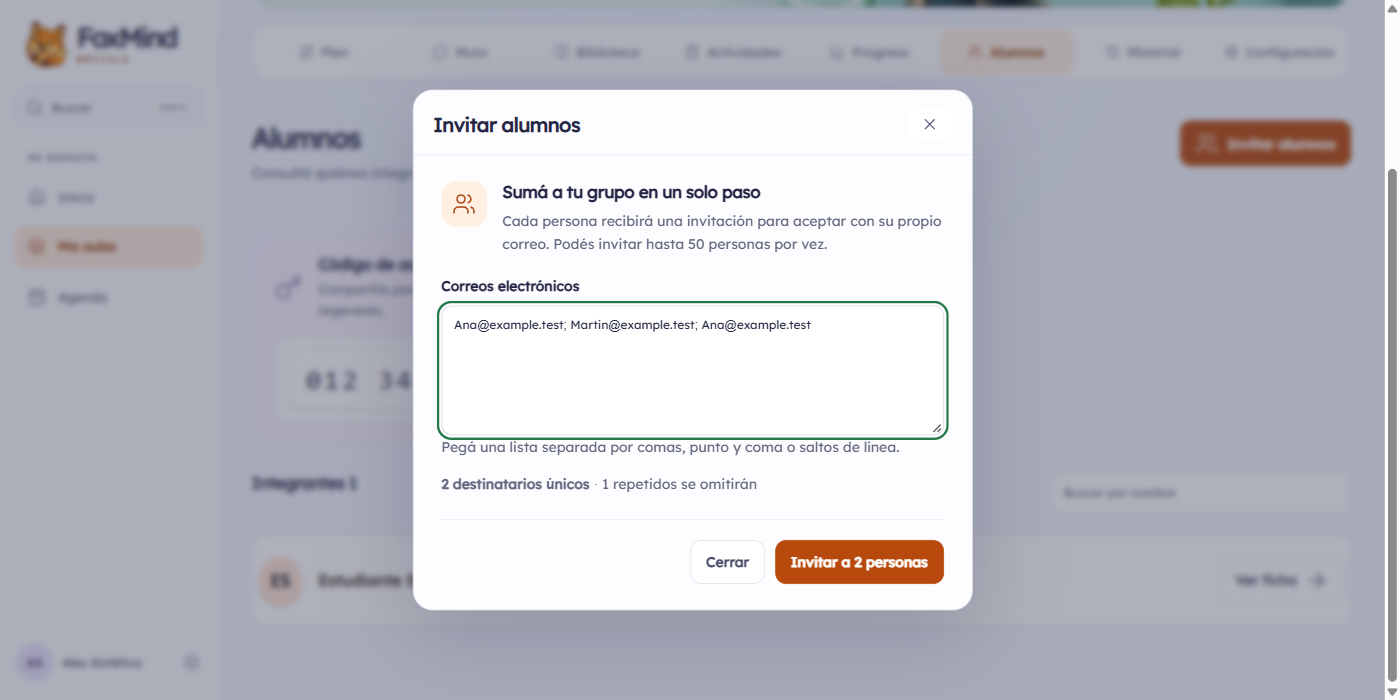 FoxMind
Buscar
Plan
Muro
Biblioteca
Actividades
Progreso
Alumnos
Historial
Configuración
MI ESPACIO
Inicio
Mis aulas
Agenda
Alumnos
Invitar alumnos
Invitar alumnos
Sumá a tu grupo en un solo paso
Cada persona recibirá una invitación para aceptar con su propio
correo. Podés invitar hasta 50 personas por vez.
Correos electrónicos
Ana@example.test; Martin@example.test; Ana@example.test
Pegá una lista separada por comas, punto y coma o saltos de línea.
2 destinatarios únicos · 1 repetidos se omitirán
Cerrar
Invitar a 2 personas
012 34
Integrantes 1
Buscar por nombre
ES
Estudiante
Ver ficha
Alex Sintético